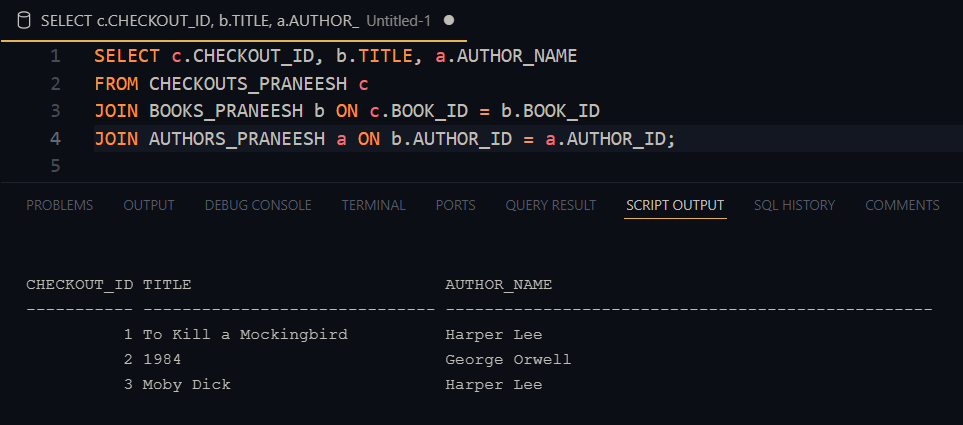 SELECT c.CHECKOUT_ID, b.TITLE, a.AUTHOR_ Untitled-1
1 SELECT c.CHECKOUT_ID, b.TITLE, a.AUTHOR_NAME
2 FROM CHECKOUTS_PRANEESH c
3 JOIN BOOKS_PRANEESH b ON c.BOOK_ID = b.BOOK_ID
4 JOIN AUTHORS_PRANEESH a ON b.AUTHOR_ID = a.AUTHOR_ID;
5
PROBLEMS OUTPUT DEBUG CONSOLE TERMINAL PORTS QUERY RESULT SCRIPT OUTPUT SQL HISTORY COMMENTS
CHECKOUT_ID TITLE AUTHOR_NAME
----------- ------------------------------ --------------------------------------------------
1 To Kill a Mockingbird Harper Lee
2 1984 George Orwell
3 Moby Dick Harper Lee